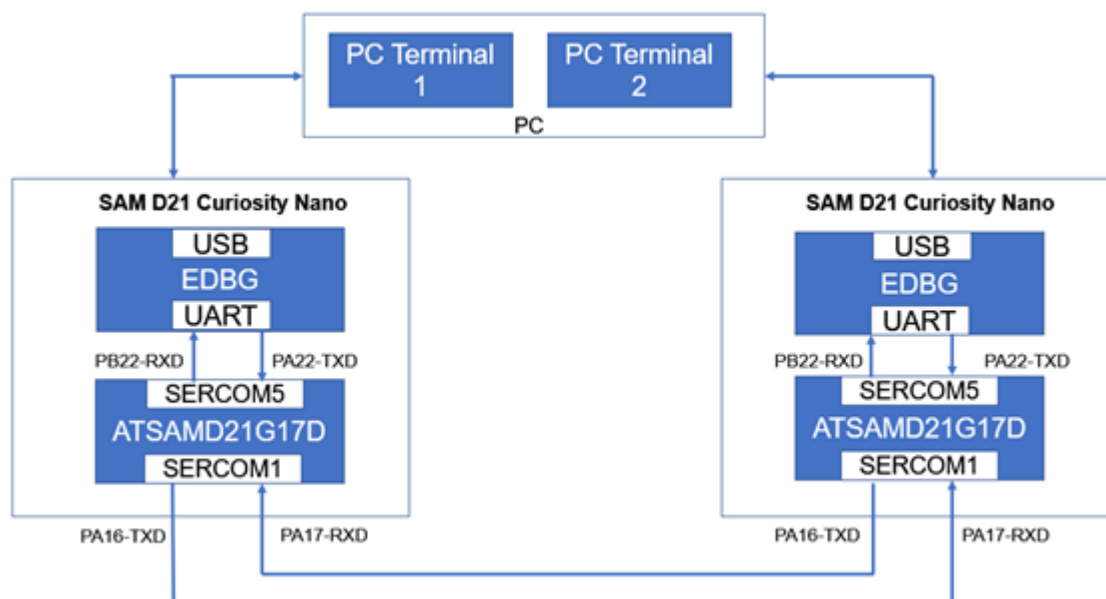 PC Terminal
1
PC Terminal
2
PC
SAM D21 Curiosity Nano
USB
EDBG
UART
PB22-RXD
PA22-TXD
SERCOM5
ATSAMD21G17D
SERCOM1
PA16-TXD
PA17-RXD
SAM D21 Curiosity Nano
USB
EDBG
UART
PB22-RXD
PA22-TXD
SERCOM5
ATSAMD21G17D
SERCOM1
PA16-TXD
PA17-RXD